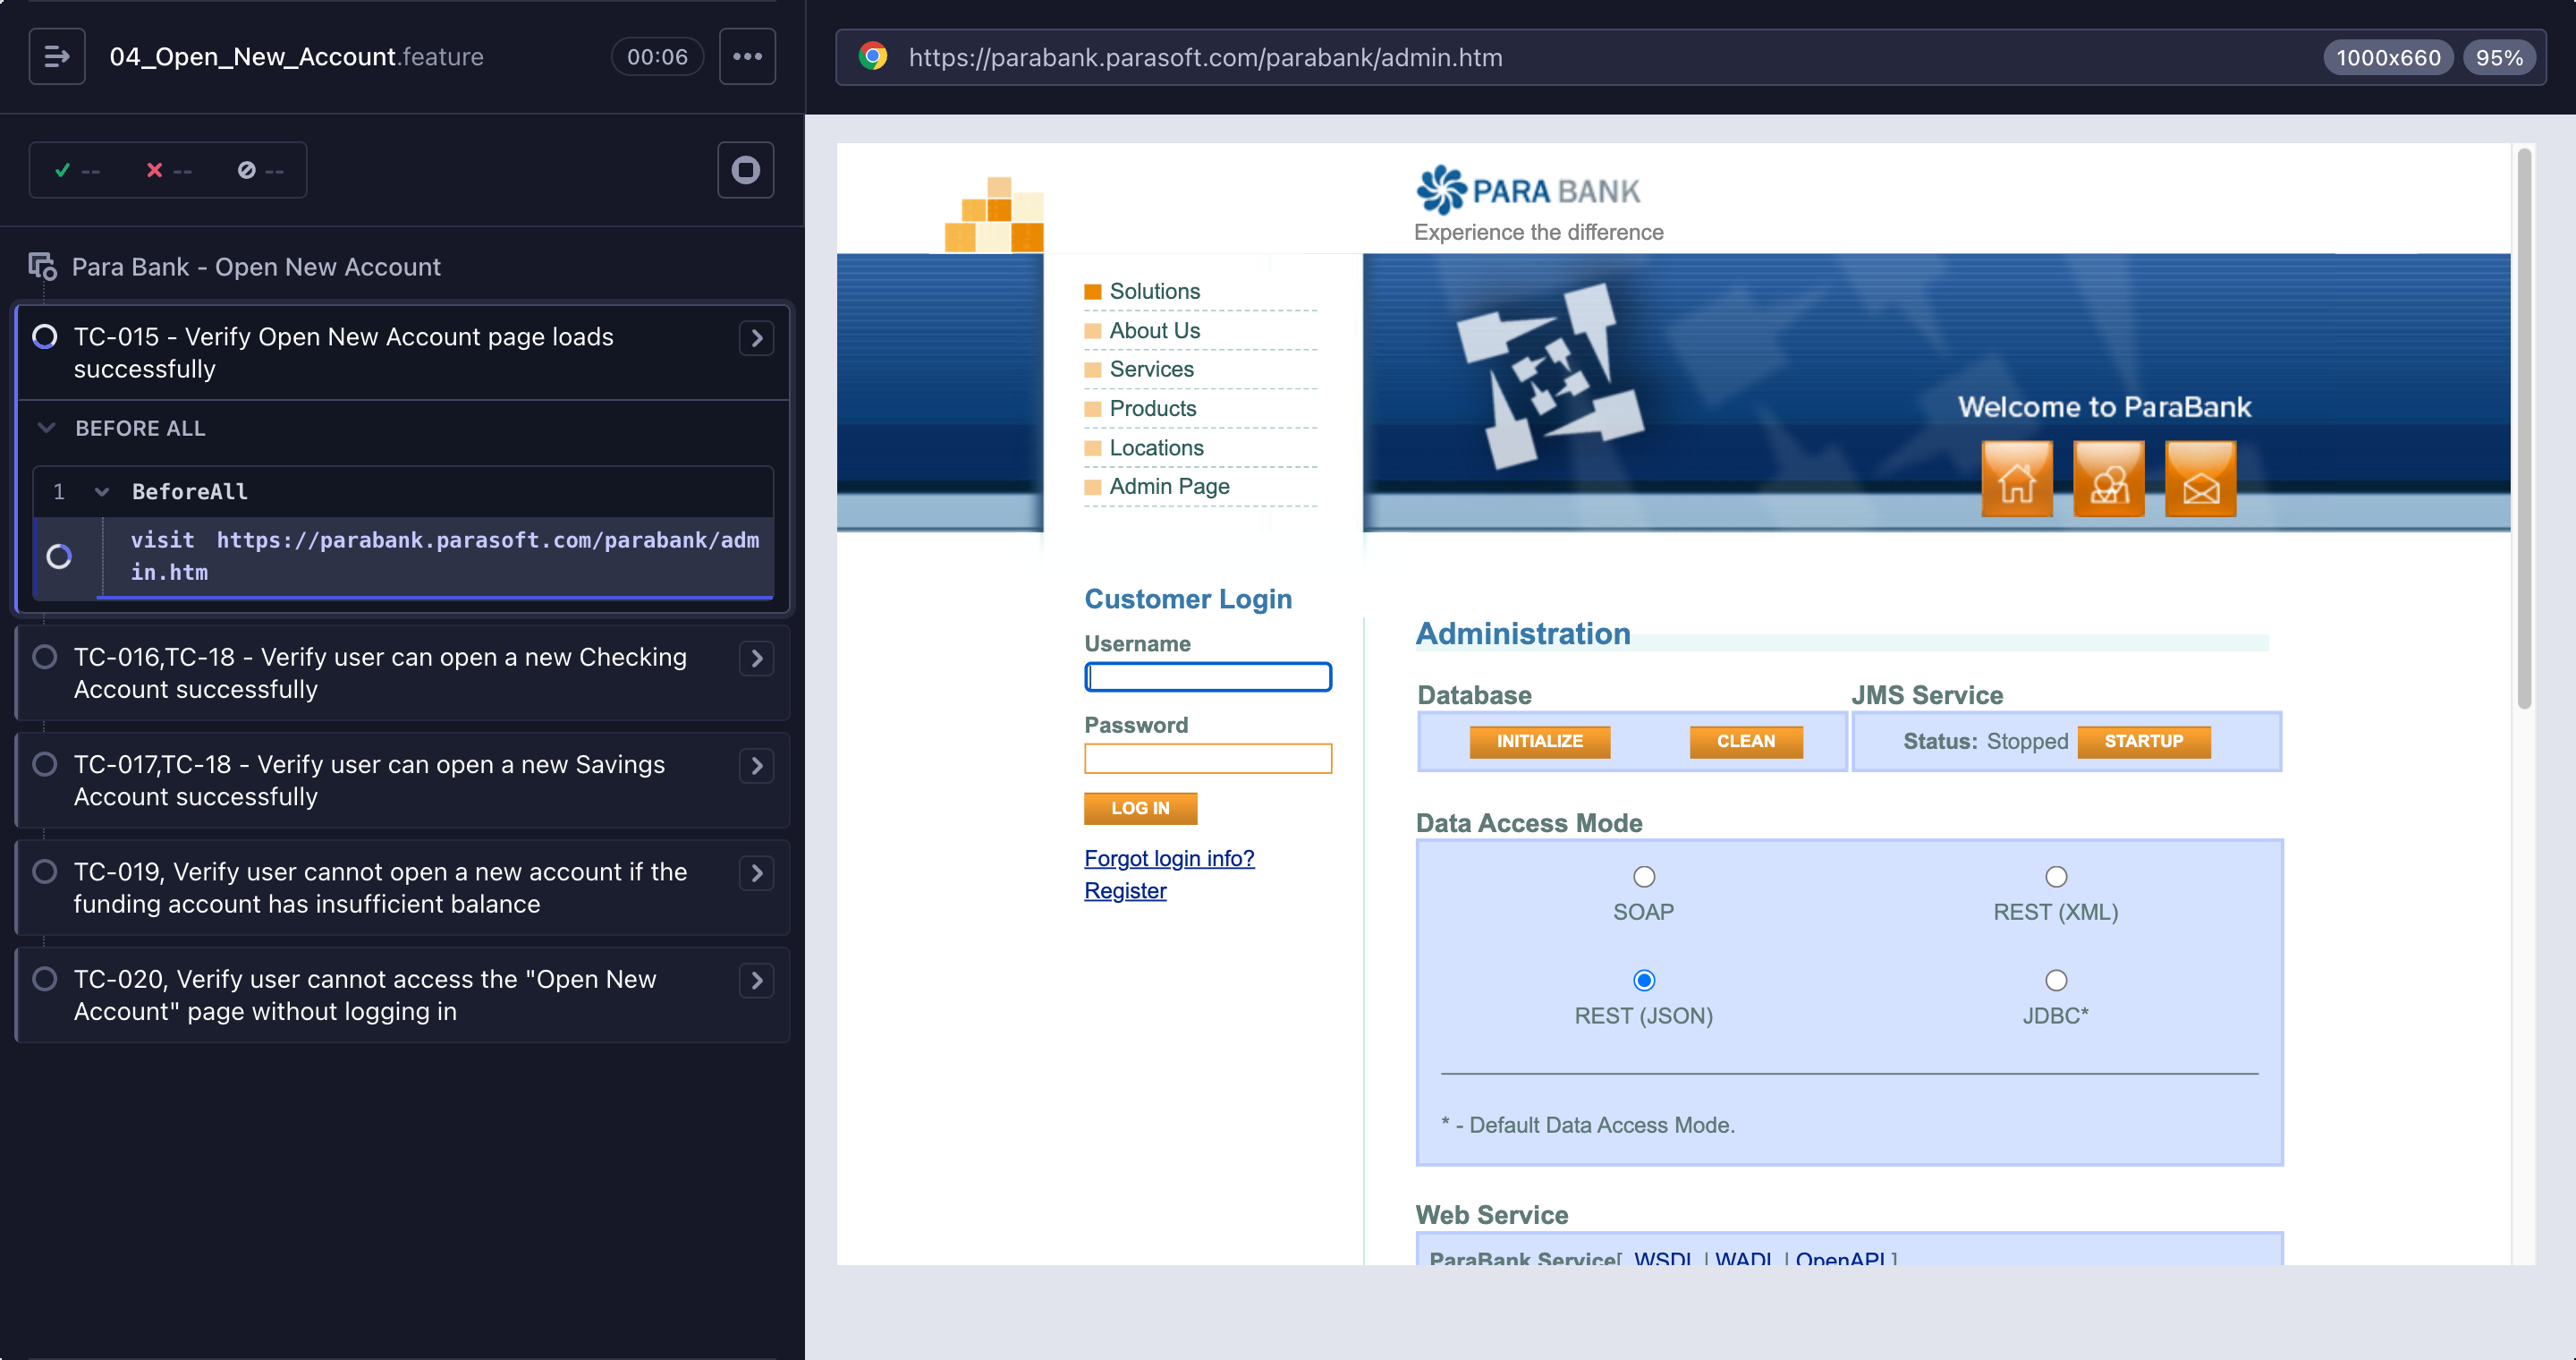 04_Open_New_Account.feature
00:06
https://parabank.parasoft.com/parabank/admin.htm
1000x660
95%
--
--
--
Para Bank - Open New Account
TC-015 - Verify Open New Account page loads
successfully
BEFORE ALL
1 BeforeAll
visit https://parabank.parasoft.com/parabank/adm
in.htm
TC-016,TC-18 - Verify user can open a new Checking
Account successfully
TC-017,TC-18 - Verify user can open a new Savings
Account successfully
TC-019, Verify user cannot open a new account if the
funding account has insufficient balance
TC-020, Verify user cannot access the "Open New
Account" page without logging in
PARA BANK
Experience the difference
Solutions
About Us
Services
Products
Locations
Admin Page
Welcome to ParaBank
Customer Login
Username
Password
LOG IN
Forgot login info?
Register
Administration
Database
INITIALIZE
CLEAN
JMS Service
Status: Stopped
STARTUP
Data Access Mode
SOAP
REST (XML)
REST (JSON)
JDBC*
* - Default Data Access Mode.
Web Service
ParaBank Service[ WSDL | WADL | OpenAPI ]